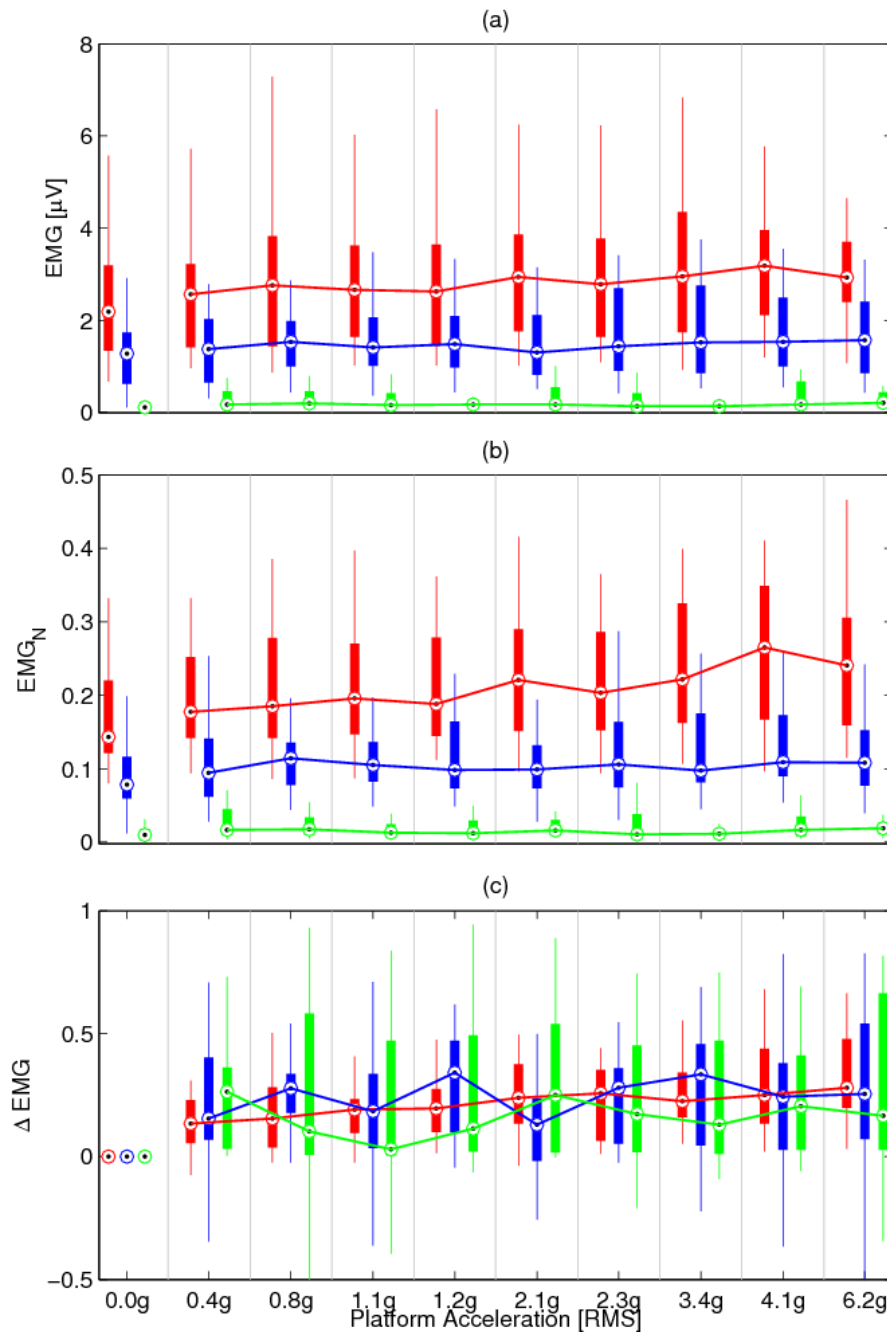 (a)
8
6
4
2
0
EMG [µV]
(b)
0.5
0.4
0.3
0.2
0.1
0
EMG_N
(c)
1
0.5
0
−0.5
Δ EMG
0.0g 0.4g 0.8g 1.1g 1.2g 2.1g 2.3g 3.4g 4.1g 6.2g
Platform Acceleration [RMS]